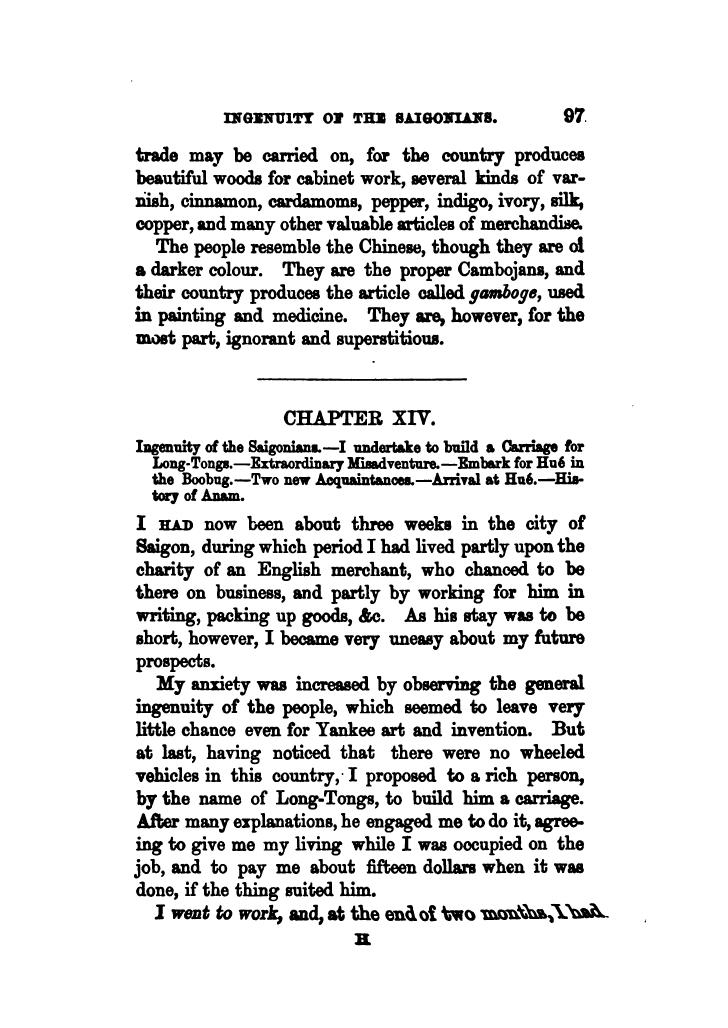 INGENUITY OF THE SAIGONIANS. 97
trade may be carried on, for the country produces
beautiful woods for cabinet work, several kinds of var-
nish, cinnamon, cardamoms, pepper, indigo, ivory, silk,
copper, and many other valuable articles of merchandise.
The people resemble the Chinese, though they are of
a darker colour. They are the proper Cambojans, and
their country produces the article called gamboge, used
in painting and medicine. They are, however, for the
most part, ignorant and superstitious.
CHAPTER XIV.
Ingenuity of the Saigonians.—I undertake to build a Carriage for
Long-Tongs.—Extraordinary Misadventure.—Embark for Hué in
the Boobug.—Two new Acquaintances.—Arrival at Hué.—His-
tory of Anam.
I HAD now been about three weeks in the city of
Saigon, during which period I had lived partly upon the
charity of an English merchant, who chanced to be
there on business, and partly by working for him in
writing, packing up goods, &c. As his stay was to be
short, however, I became very uneasy about my future
prospects.
My anxiety was increased by observing the general
ingenuity of the people, which seemed to leave very
little chance even for Yankee art and invention. But
at last, having noticed that there were no wheeled
vehicles in this country, I proposed to a rich person,
by the name of Long-Tongs, to build him a carriage.
After many explanations, he engaged me to do it, agree-
ing to give me my living while I was occupied on the
job, and to pay me about fifteen dollars when it was
done, if the thing suited him.
I went to work, and, at the end of two months, I had
H